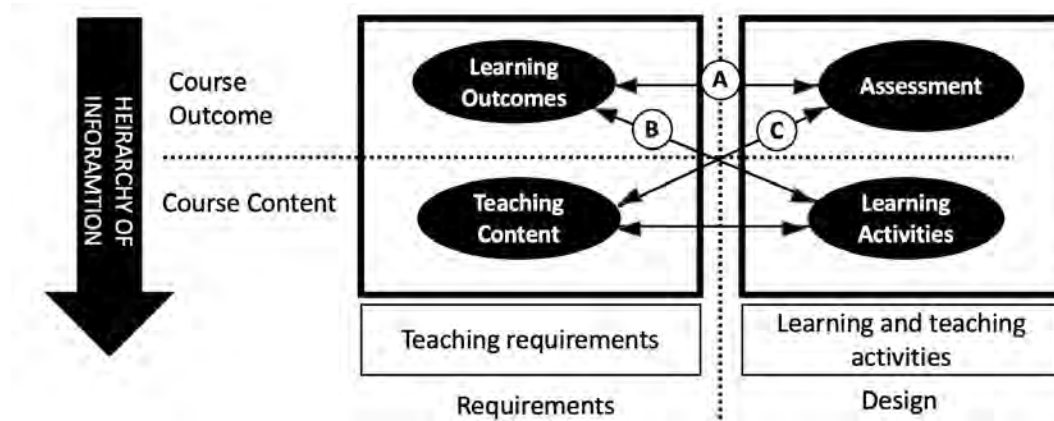 HEIRARCHY OF
INFORAMTION
Course
Outcome
Learning
Outcomes
A
Assessment
B
C
Course Content
Teaching
Content
Learning
Activities
Teaching requirements
Learning and teaching
activities
Requirements
Design